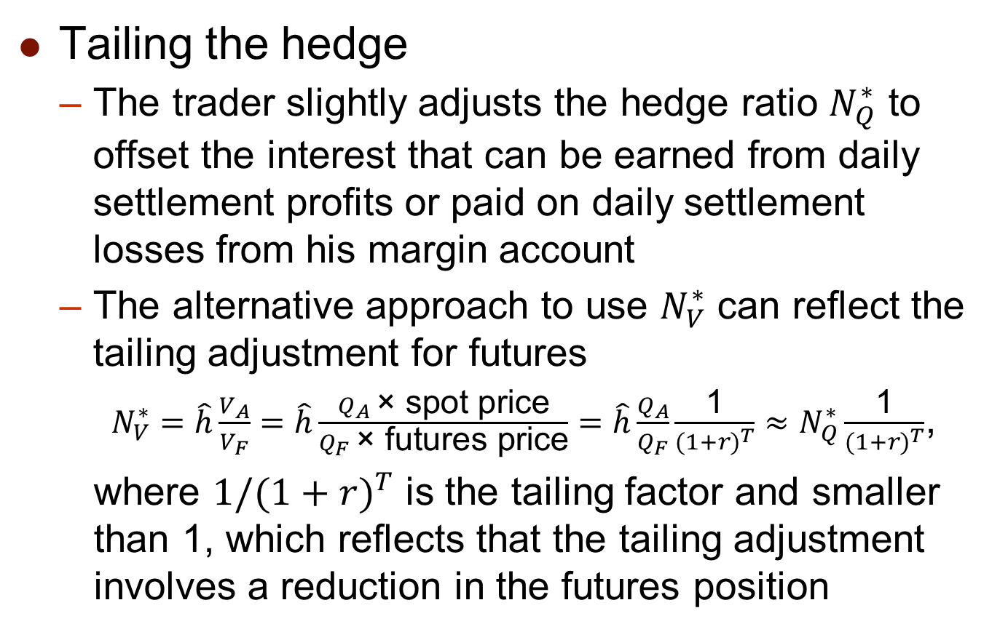 ● Tailing the hedge
– The trader slightly adjusts the hedge ratio $N_Q^*$ to
offset the interest that can be earned from daily
settlement profits or paid on daily settlement
losses from his margin account
– The alternative approach to use $N_V^*$ can reflect the
tailing adjustment for futures
$N_V^* = \hat{h}\frac{V_A}{V_F} = \hat{h}\frac{Q_A \times \text{spot price}}{Q_F \times \text{futures price}} = \hat{h}\frac{Q_A}{Q_F}\frac{1}{(1+r)^T} \approx N_Q^*\frac{1}{(1+r)^T},$
where $1/(1+r)^T$ is the tailing factor and smaller
than 1, which reflects that the tailing adjustment
involves a reduction in the futures position